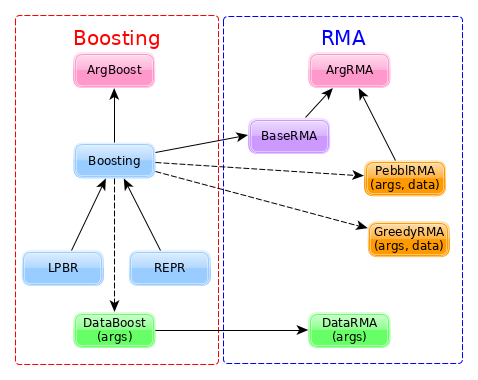 Boosting
RMA
ArgBoost
ArgRMA
BaseRMA
Boosting
PebblRMA
(args, data)
GreedyRMA
(args, data)
LPBR
REPR
DataBoost
(args)
DataRMA
(args)